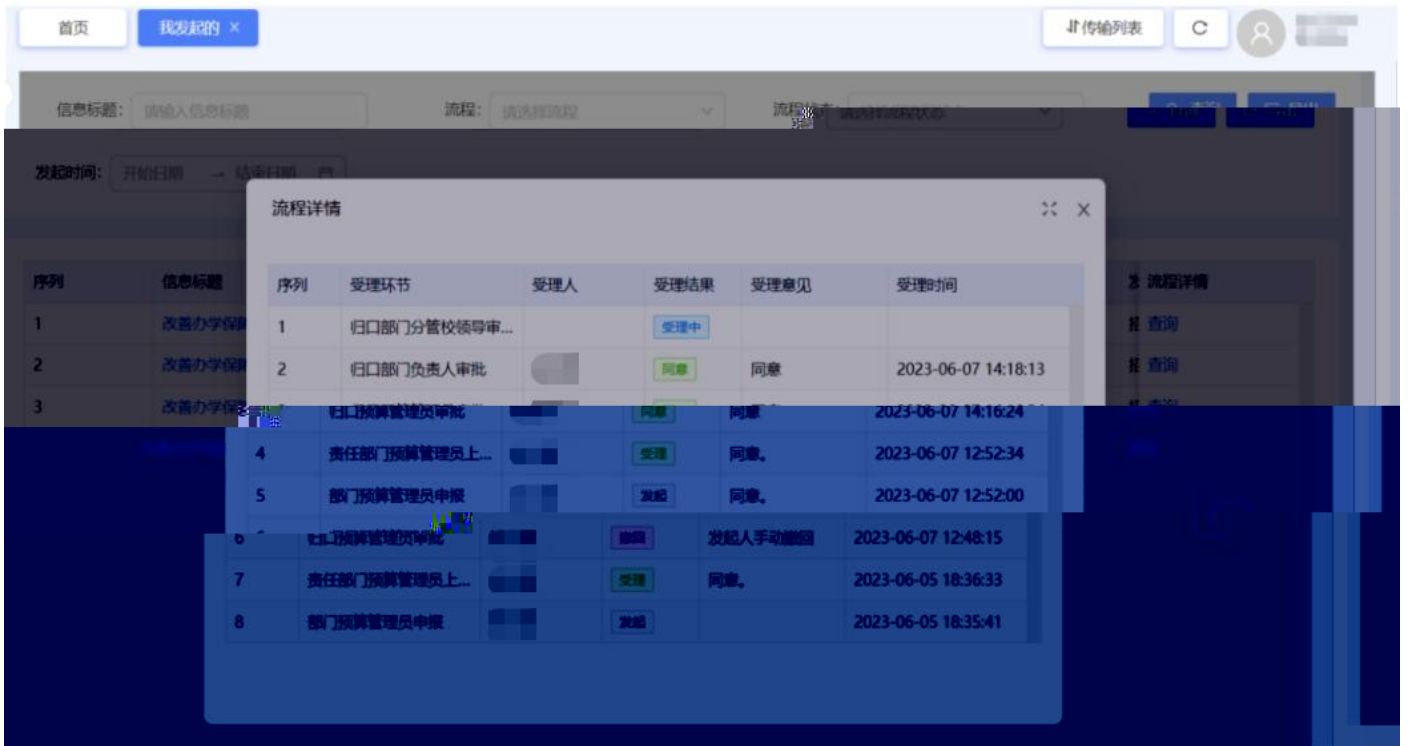 首页 我发起的 × 传输列表
信息标题: 请输入信息标题 流程: 请选择流程
发起时间: 开始日期 → 结束日期
流程详情
序列 信息标题 序列 受理环节 受理人 受理结果 受理意见 受理时间 流程详情
1 改善办学保障 1 归口部门分管校领导审... 受理中 查询
2 改善办学保障 2 归口部门负责人审批 同意 同意 2023-06-07 14:18:13 查询
3 改善办学保 归口预算管理员审批 同意 同意 2023-06-07 14:16:24
4 责任部门预算管理员上... 受理 同意。 2023-06-07 12:52:34
5 部门预算管理员申报 发起 同意。 2023-06-07 12:52:00
6 归口预算管理员审批 撤回 发起人手动撤回 2023-06-07 12:48:15
7 责任部门预算管理员上... 受理 同意。 2023-06-05 18:36:33
8 部门预算管理员申报 发起 2023-06-05 18:35:41